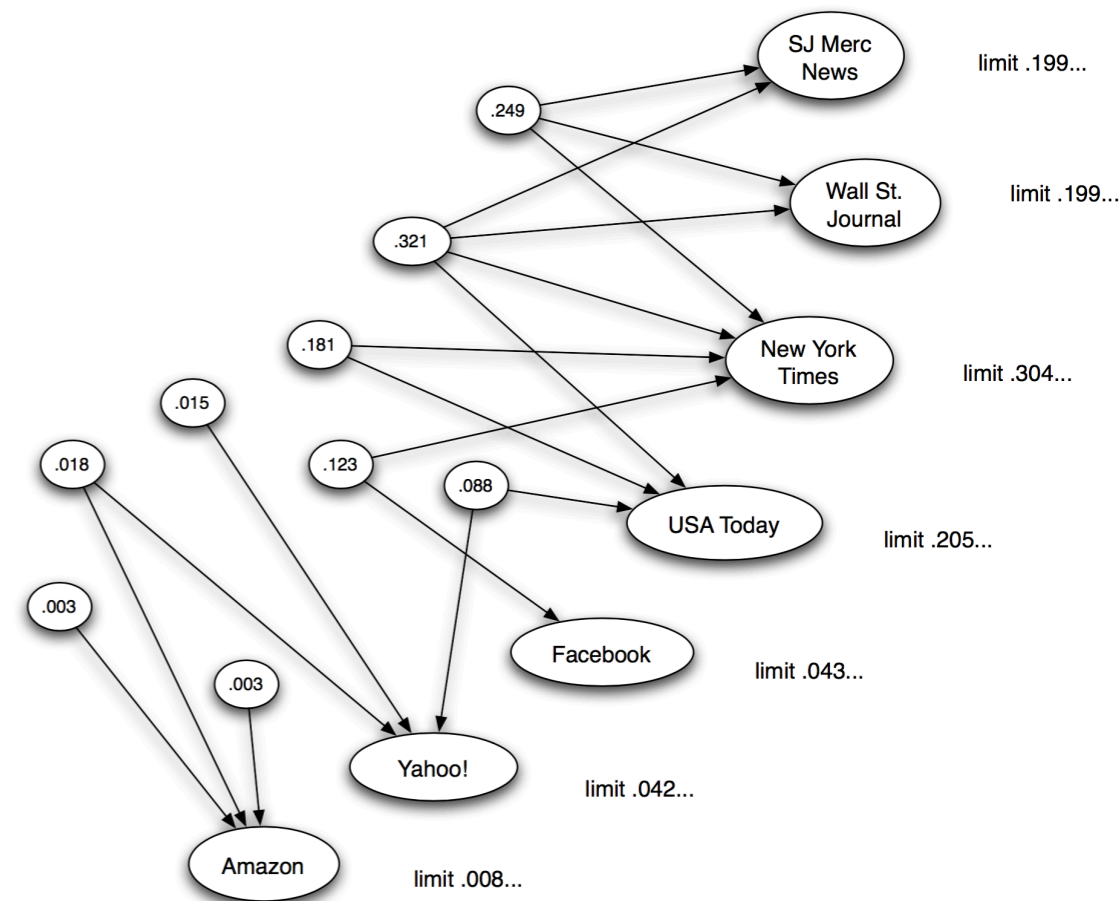 SJ Merc
News
limit .199...
.249
Wall St.
Journal
limit .199...
.321
New York
Times
limit .304...
.181
.015
.018
.123
.088
USA Today
limit .205...
.003
Facebook
limit .043...
.003
Yahoo!
limit .042...
Amazon
limit .008...